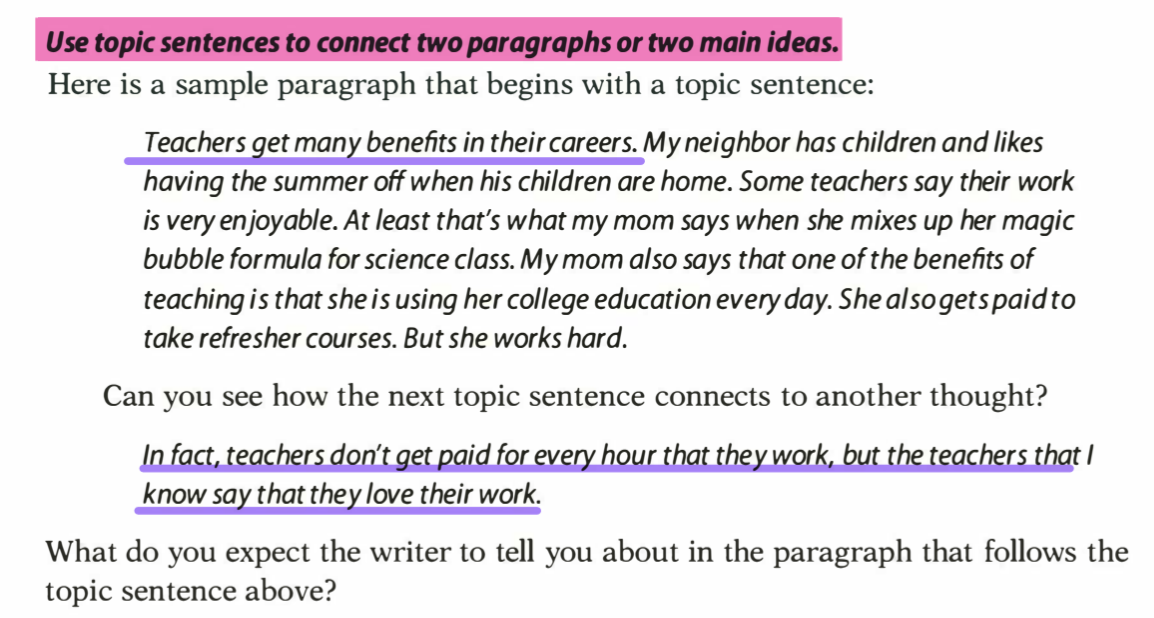 Use topic sentences to connect two paragraphs or two main ideas.
Here is a sample paragraph that begins with a topic sentence:
Teachers get many benefits in their careers. My neighbor has children and likes
having the summer off when his children are home. Some teachers say their work
is very enjoyable. At least that's what my mom says when she mixes up her magic
bubble formula for science class. My mom also says that one of the benefits of
teaching is that she is using her college education every day. She also gets paid to
take refresher courses. But she works hard.
Can you see how the next topic sentence connects to another thought?
In fact, teachers don't get paid for every hour that they work, but the teachers that I
know say that they love their work.
What do you expect the writer to tell you about in the paragraph that follows the
topic sentence above?